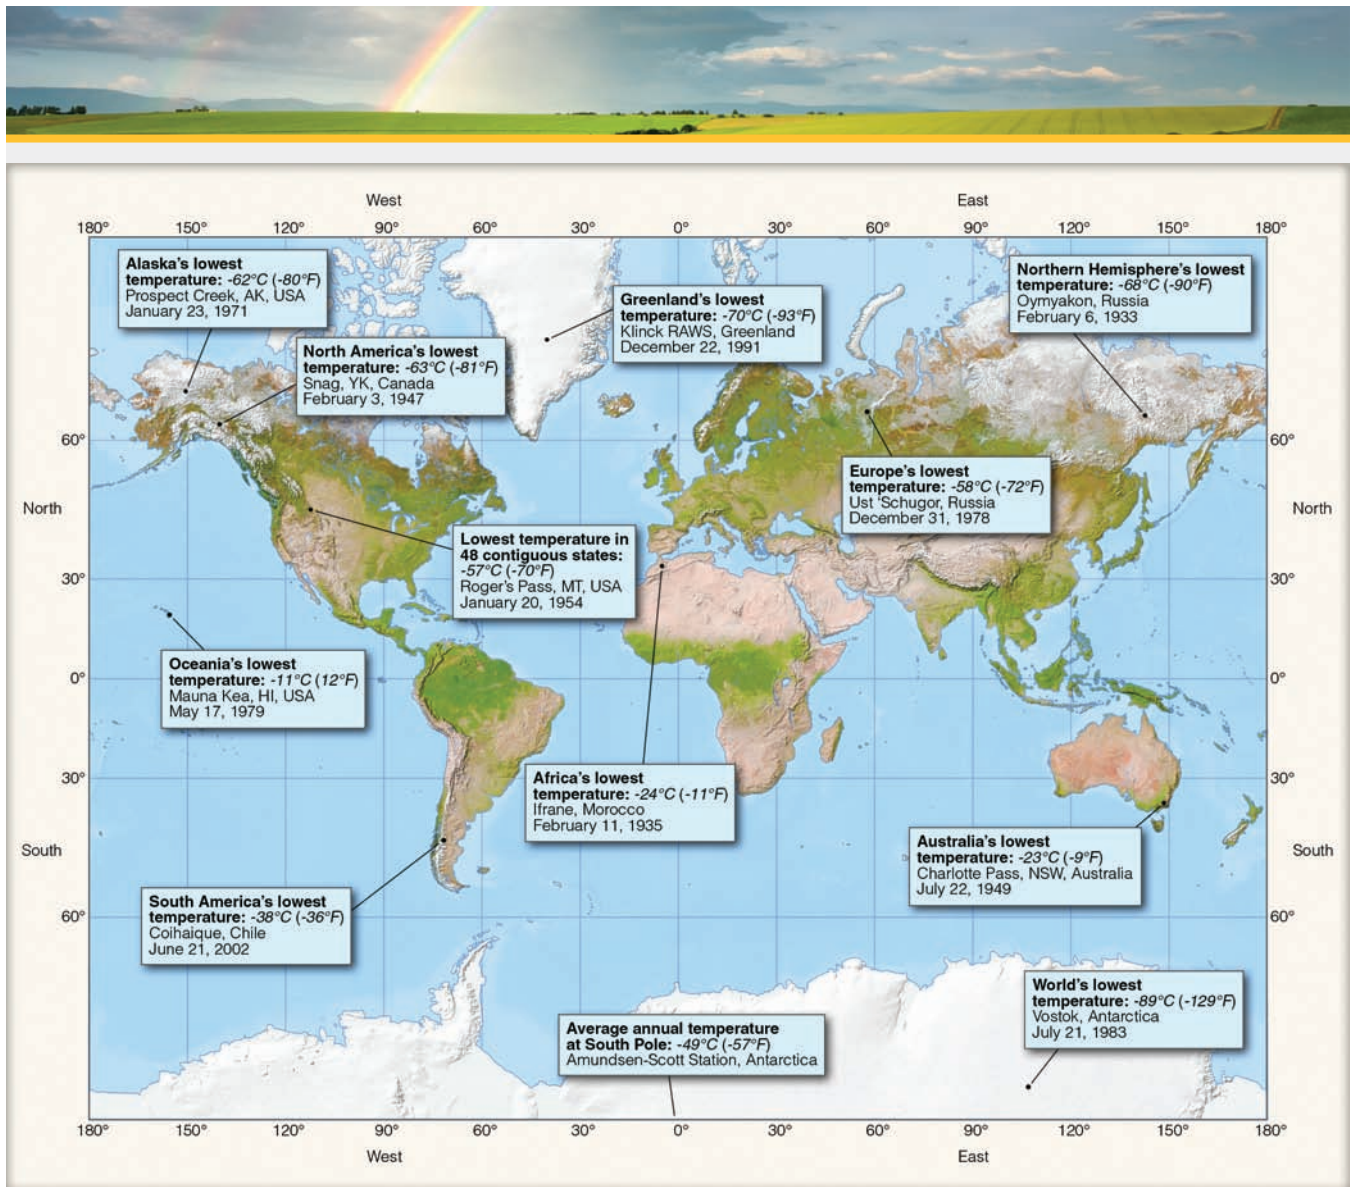 West
East
180°
150°
120°
90°
60°
30°
0°
30°
60°
90°
120°
150°
180°
Alaska's lowest
temperature: -62°C (-80°F)
Prospect Creek, AK, USA
January 23, 1971
Northern Hemisphere's lowest
temperature: -68°C (-90°F)
Oymyakon, Russia
February 6, 1933
Greenland's lowest
temperature: -70°C (-93°F)
Klinck RAWS, Greenland
December 22, 1991
North America's lowest
temperature: -63°C (-81°F)
Snag, YK, Canada
February 3, 1947
60°
60°
Europe's lowest
temperature: -58°C (-72°F)
Ust 'Schugor, Russia
December 31, 1978
North
North
Lowest temperature in
48 contiguous states:
-57°C (-70°F)
Roger's Pass, MT, USA
January 20, 1954
30°
30°
Oceania's lowest
temperature: -11°C (12°F)
Mauna Kea, HI, USA
May 17, 1979
0°
0°
30°
30°
Africa's lowest
temperature: -24°C (-11°F)
Ifrane, Morocco
February 11, 1935
Australia's lowest
temperature: -23°C (-9°F)
Charlotte Pass, NSW, Australia
July 22, 1949
South
South
South America's lowest
temperature: -38°C (-36°F)
Coihaique, Chile
June 21, 2002
60°
60°
World's lowest
temperature: -89°C (-129°F)
Vostok, Antarctica
July 21, 1983
Average annual temperature
at South Pole: -49°C (-57°F)
Amundsen-Scott Station, Antarctica
180°
150°
120°
90°
60°
30°
0°
30°
60°
90°
120°
150°
180°
West
East